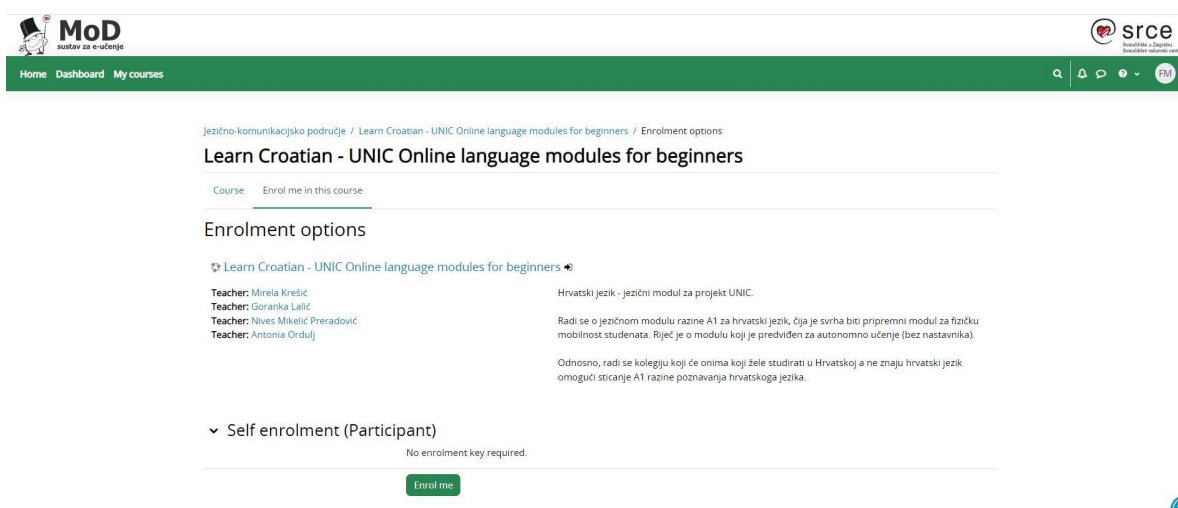 MoD
sustav za e-učenje
srce
Sveučilište u Zagrebu
Sveučilišni računski cent
Home Dashboard My courses
FM
Jezično-komunikacijsko područje / Learn Croatian - UNIC Online language modules for beginners / Enrolment options
Learn Croatian - UNIC Online language modules for beginners
Course Enrol me in this course
Enrolment options
Learn Croatian - UNIC Online language modules for beginners
Teacher: Mirela Krešić
Teacher: Goranka Lalić
Teacher: Nives Mikelić Preradović
Teacher: Antonia Ordulj
Hrvatski jezik - jezični modul za projekt UNIC.
Radi se o jezičnom modulu razine A1 za hrvatski jezik, čija je svrha biti pripremni modul za fizičku
mobilnost studenata. Riječ je o modulu koji je predviđen za autonomno učenje (bez nastavnika).
Odnosno, radi se kolegiju koji će onima koji žele studirati u Hrvatskoj a ne znaju hrvatski jezik
omogući sticanje A1 razine poznavanja hrvatskoga jezika.
Self enrolment (Participant)
No enrolment key required.
Enrol me